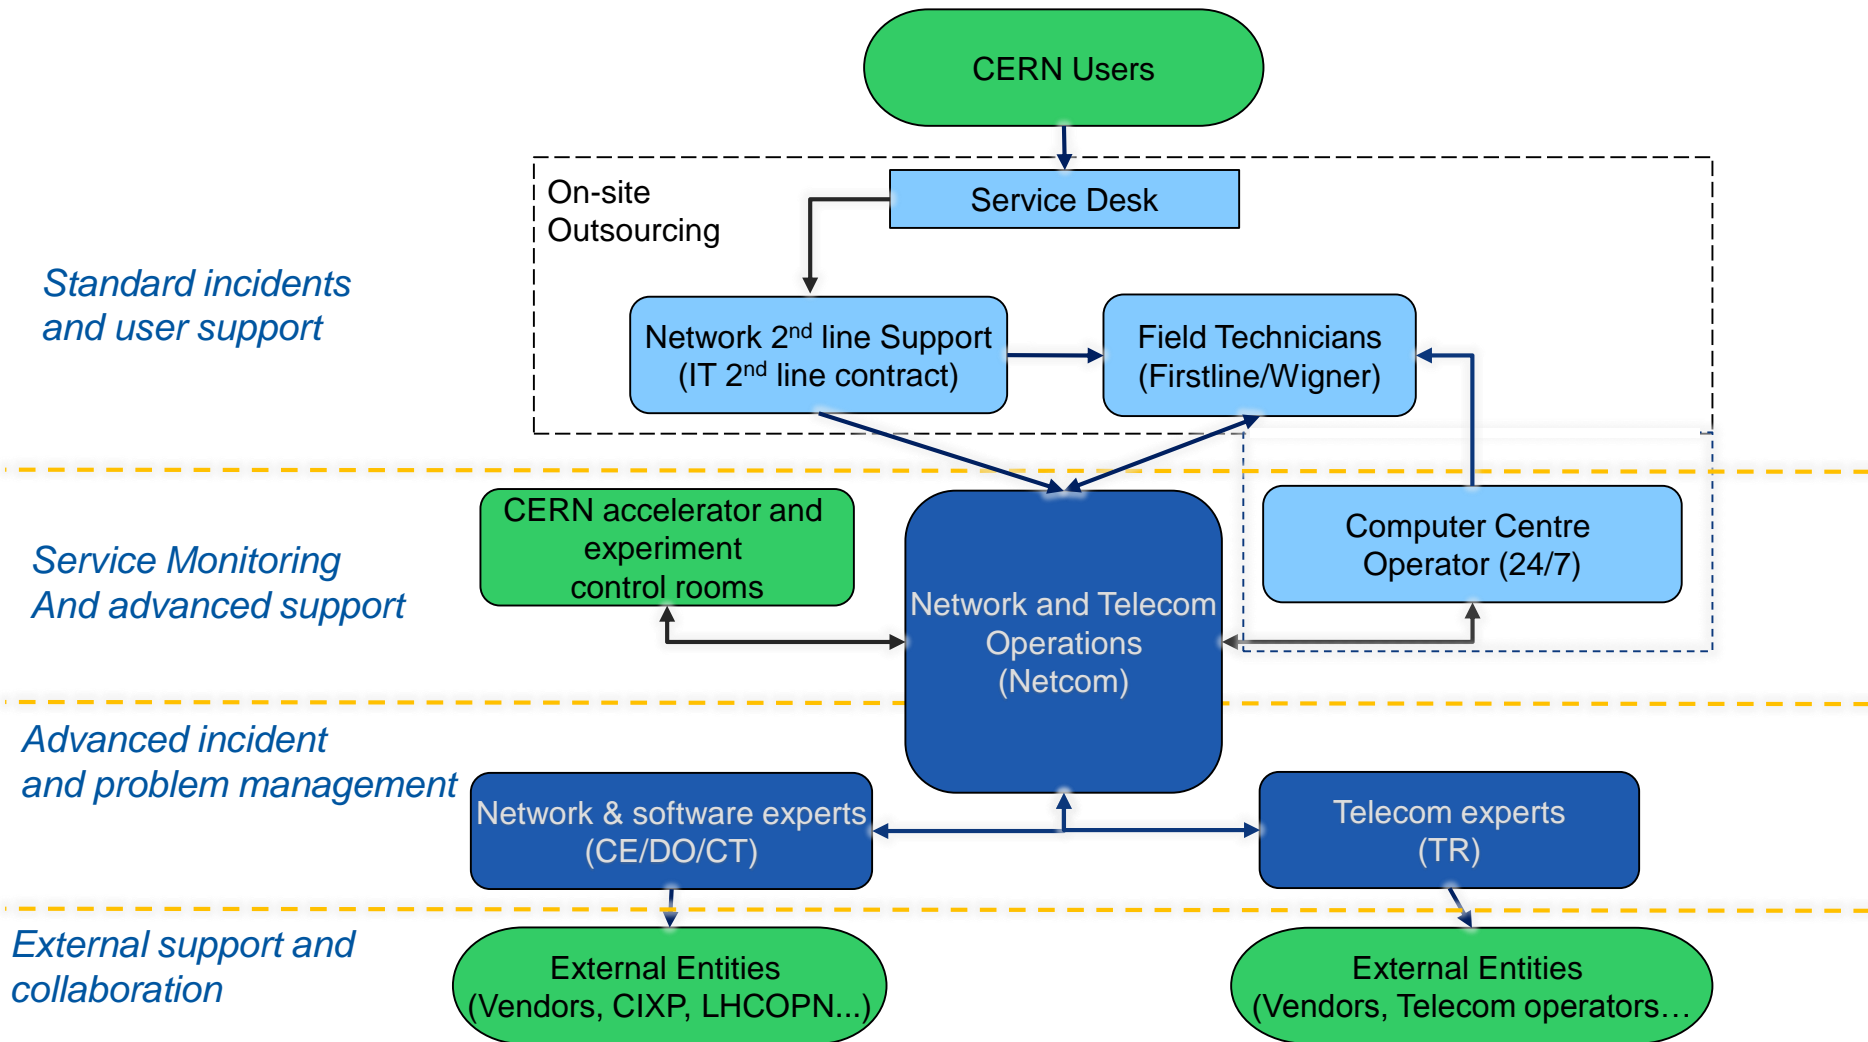 CERN Users
On-site
Outsourcing
Service Desk
Standard incidents
and user support
Network 2nd line Support
(IT 2nd line contract)
Field Technicians
(Firstline/Wigner)
CERN accelerator and
experiment
control rooms
Service Monitoring
And advanced support
Network and Telecom
Operations
(Netcom)
Computer Centre
Operator (24/7)
Advanced incident
and problem management
Network & software experts
(CE/DO/CT)
Telecom experts
(TR)
External support and
collaboration
External Entities
(Vendors, CIXP, LHCOPN...)
External Entities
(Vendors, Telecom operators…